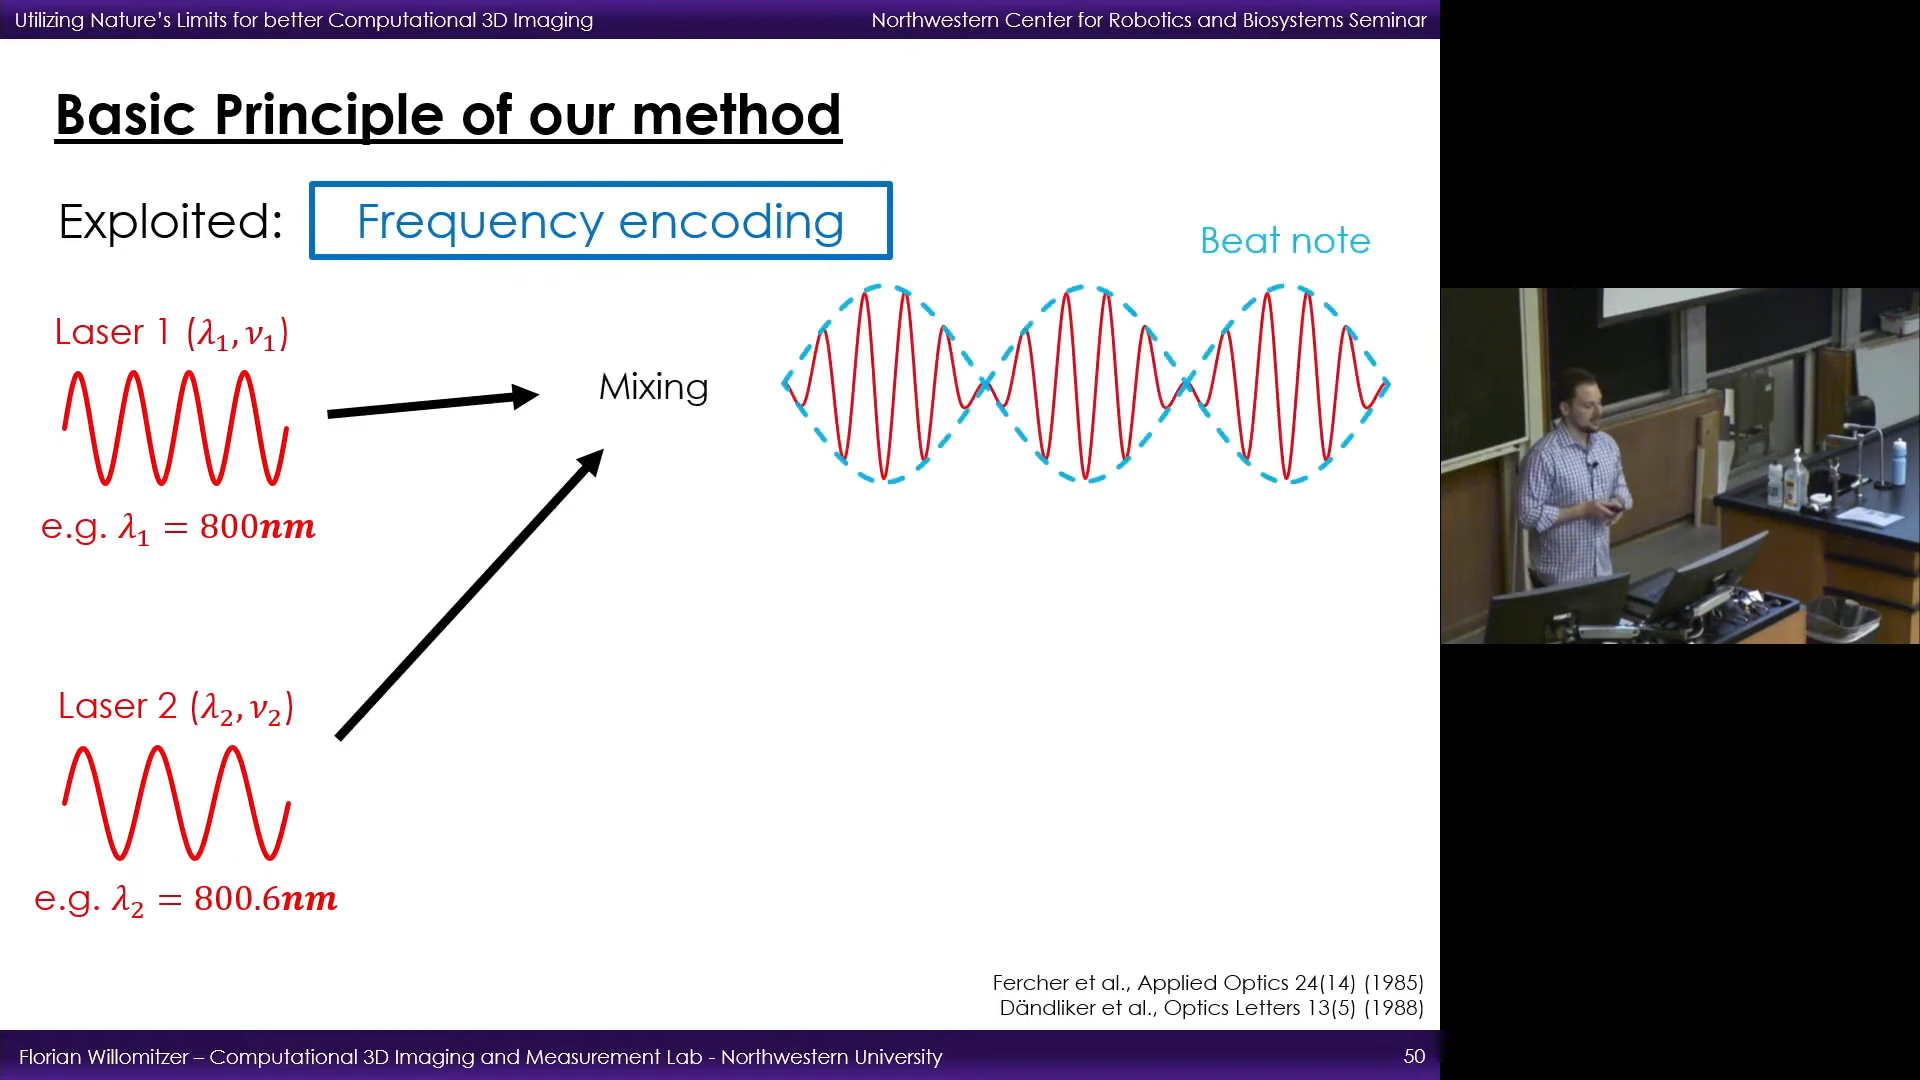 Utilizing Nature's Limits for better Computational 3D Imaging
Northwestern Center for Robotics and Biosystems Seminar
Basic Principle of our method
Exploited: Frequency encoding
Beat note
Laser 1 (λ₁, ν₁)
Mixing
e.g. λ₁ = 800nm
Laser 2 (λ₂, ν₂)
e.g. λ₂ = 800.6nm
Fercher et al., Applied Optics 24(14) (1985)
Dändliker et al., Optics Letters 13(5) (1988)
Florian Willomitzer – Computational 3D Imaging and Measurement Lab - Northwestern University
50